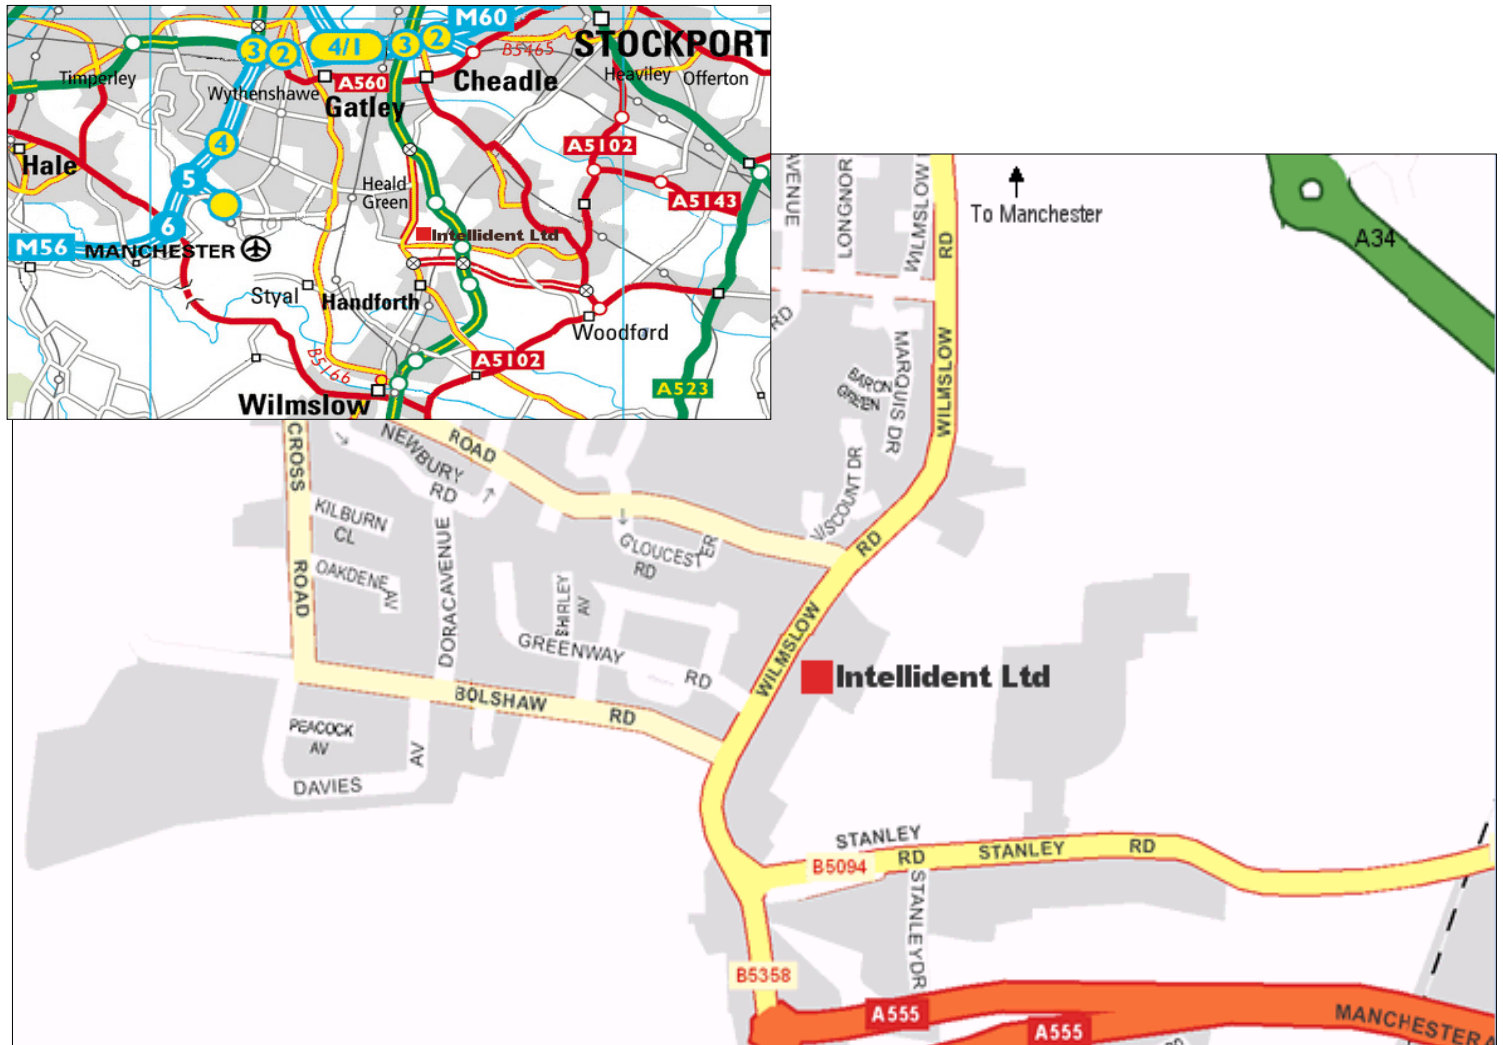 M60
3
2
4/1
3
2
B5465
STOCKPORT
Timperley
A560
Cheadle
Heaviley
Offerton
Wythenshawe
Gatley
4
A5102
Hale
5
Heald
Green
A5143
6
Intellident Ltd
M56
MANCHESTER
Styal
Handforth
Woodford
B5166
A5102
A523
Wilmslow
AVENUE
LONGNOR
WILMSLOW
RD
To Manchester
A34
RD
WILMSLOW
MARQUIS DR
BARON
GREEN
CROSS
ROAD
NEWBURY
RD
ROAD
VISCOUNT DR
KILBURN
CL
DORACAVENUE
GLOUCESTER
RD
RD
OAKDENE
AV
SHIRLEY
AV
WILMSLOW
GREENWAY
RD
Intellident Ltd
BOLSHAW
RD
PEACOCK
AV
AV
DAVIES
STANLEY
B5094
RD
STANLEY
RD
STANLEYDR
B5358
A555
A555
MANCHESTER A
RD